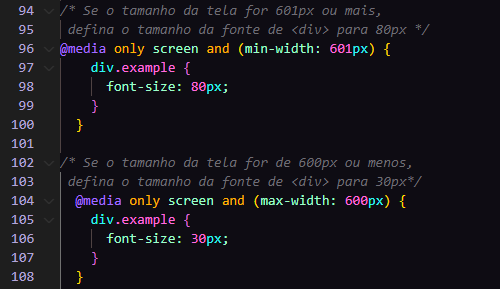 94 /* Se o tamanho da tela for 601px ou mais,
95 defina o tamanho da fonte de <div> para 80px */
96 @media only screen and (min-width: 601px) {
97 div.example {
98 font-size: 80px;
99 }
100 }
101
102 /* Se o tamanho da tela for de 600px ou menos,
103 defina o tamanho da fonte de <div> para 30px*/
104 @media only screen and (max-width: 600px) {
105 div.example {
106 font-size: 30px;
107 }
108 }